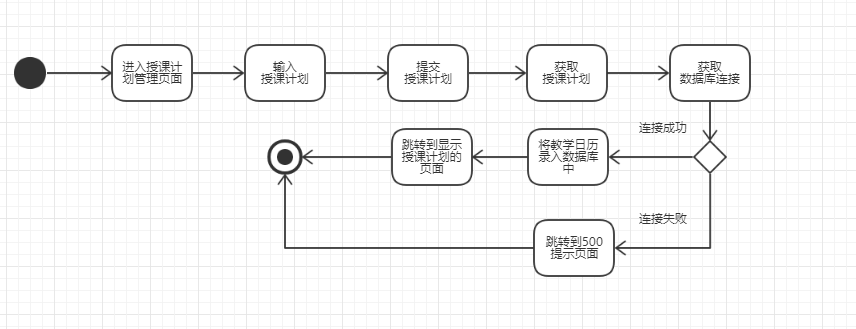 进入授课计
划管理页面
输入
授课计划
提交
授课计划
获取
授课计划
获取
数据库连接
连接成功
跳转到显示
授课计划的
页面
将教学日历
录入数据库
中
连接失败
跳转到500
提示页面